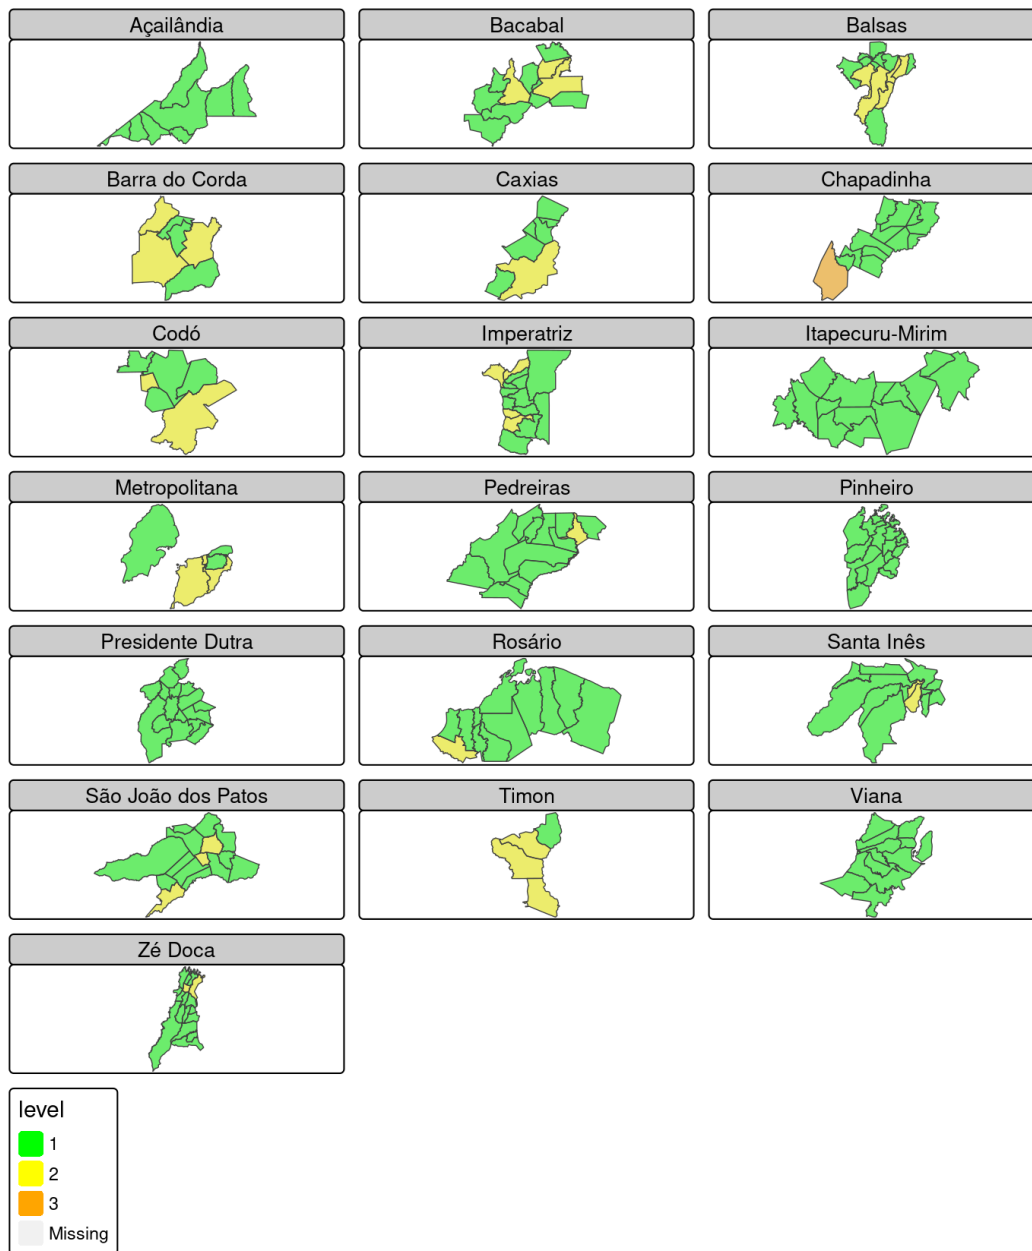 Açailândia
Bacabal
Balsas
Barra do Corda
Caxias
Chapadinha
Codó
Imperatriz
Itapecuru-Mirim
Metropolitana
Pedreiras
Pinheiro
Presidente Dutra
Rosário
Santa Inês
São João dos Patos
Timon
Viana
Zé Doca
level
1
2
3
Missing